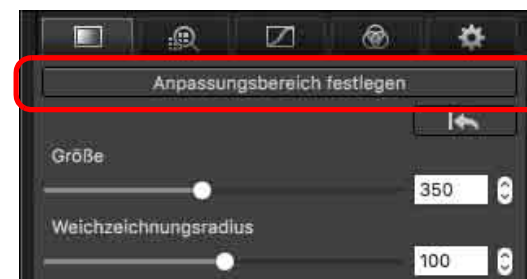 Anpassungsbereich festlegen
Größe
350
Weichzeichnungsradius
100